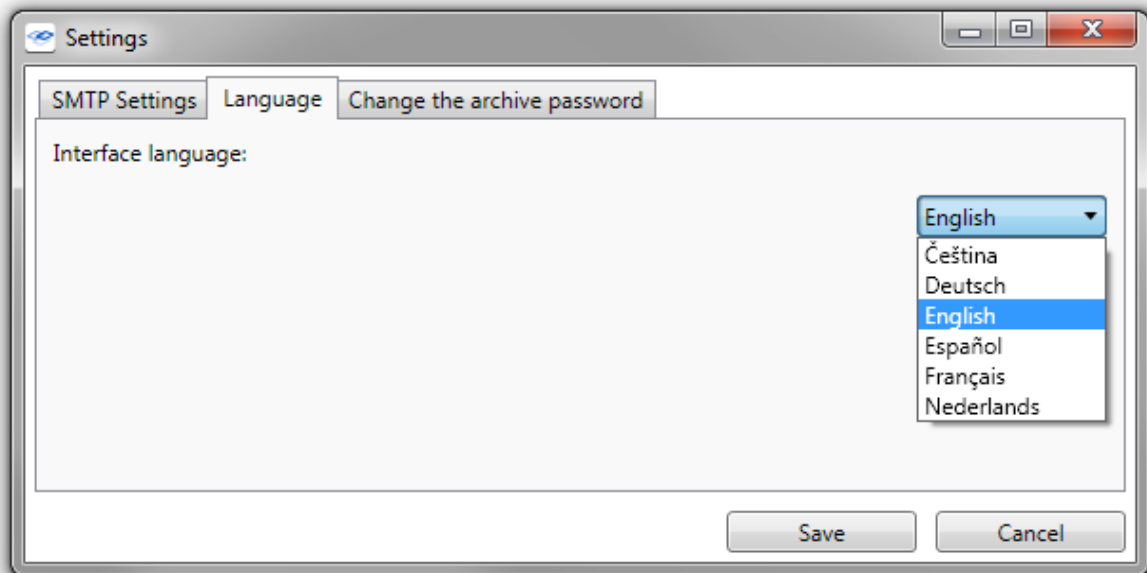 Settings
SMTP Settings Language Change the archive password
Interface language:
English
Čeština
Deutsch
English
Español
Français
Nederlands
Save Cancel